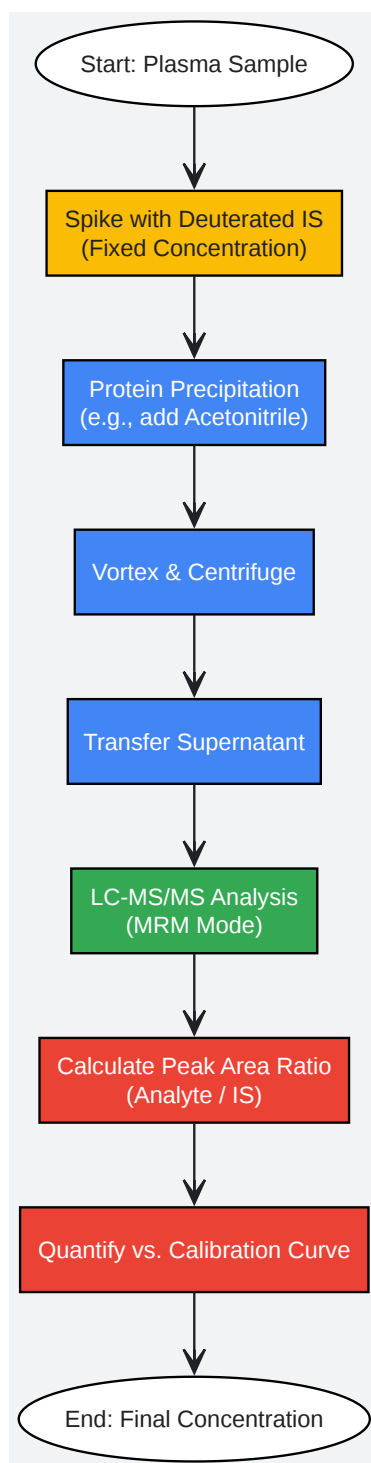 Start: Plasma Sample
Spike with Deuterated IS
(Fixed Concentration)
Protein Precipitation
(e.g., add Acetonitrile)
Vortex & Centrifuge
Transfer Supernatant
LC-MS/MS Analysis
(MRM Mode)
Calculate Peak Area Ratio
(Analyte / IS)
Quantify vs. Calibration Curve
End: Final Concentration